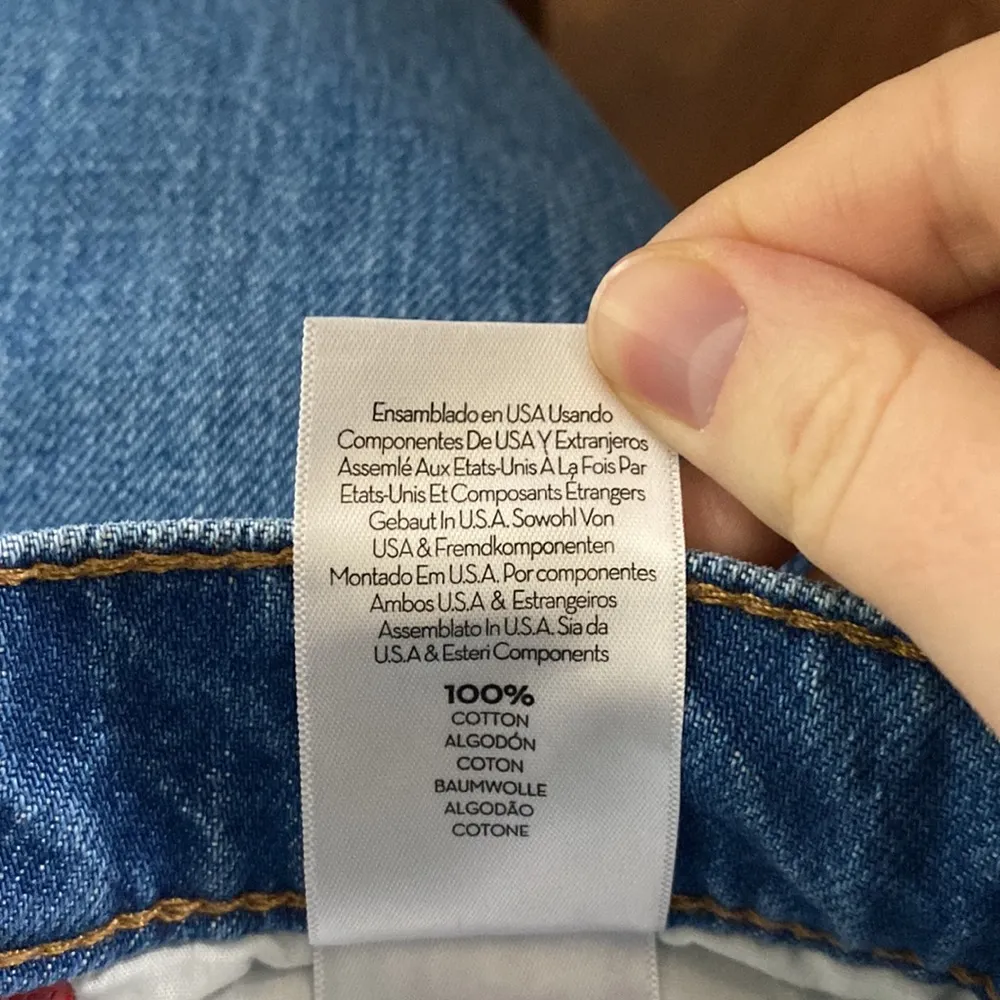 Ensamblado en USA Usando
Componentes De USA Y Extranjeros
Assemlé Aux Etats-Unis A La Fois Par
Etats-Unis Et Composants Étrangers
Gebaut In U.S.A. Sowohl Von
USA & Fremdkomponenten
Montado Em U.S.A. Por componentes
Ambos U.S.A & Estrangeiros
Assemblato In U.S.A. Sia da
U.S.A & Esteri Components
100%
COTTON
ALGODÓN
COTON
BAUMWOLLE
ALGODÃO
COTONE